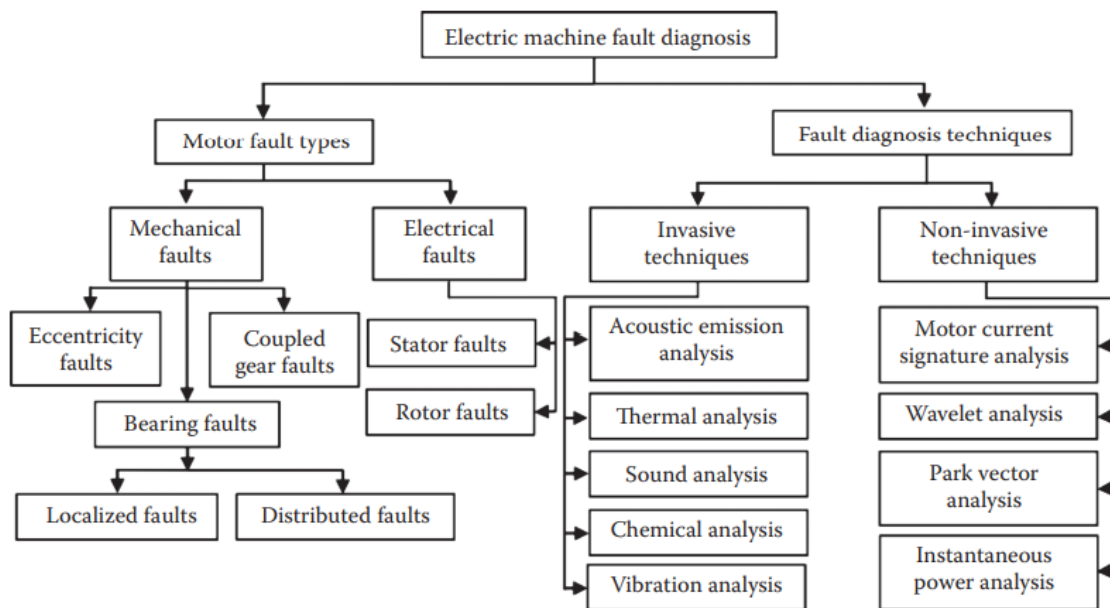 Electric machine fault diagnosis
Motor fault types
Fault diagnosis techniques
Mechanical
faults
Electrical
faults
Invasive
techniques
Non-invasive
techniques
Eccentricity
faults
Coupled
gear faults
Stator faults
Acoustic emission
analysis
Motor current
signature analysis
Bearing faults
Rotor faults
Thermal analysis
Wavelet analysis
Sound analysis
Park vector
analysis
Localized faults
Distributed faults
Chemical analysis
Vibration analysis
Instantaneous
power analysis